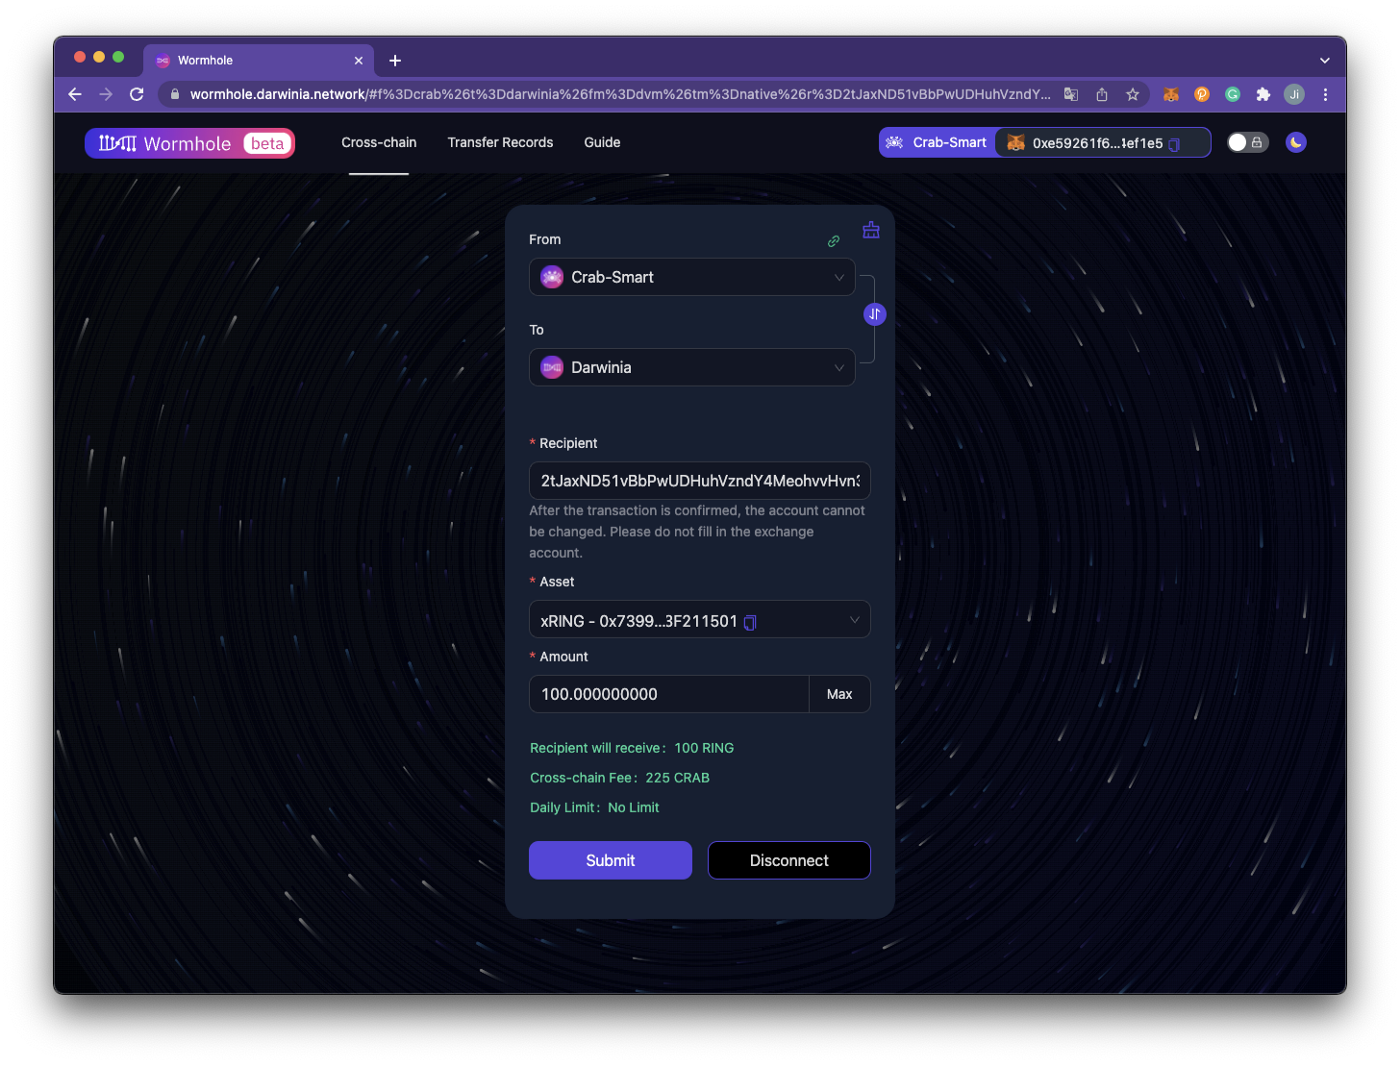 Wormhole
wormhole.darwinia.network/#f%3Dcrab%26t%3Ddarwinia%26fm%3Ddvm%26tm%3Dnative%26r%3D2tJaxND51vBbPwUDHuhVzndY...
Ji
Wormhole beta
Cross-chain
Transfer Records
Guide
Crab-Smart
0xe59261f6...4ef1e5
From
Crab-Smart
To
Darwinia
* Recipient
2tJaxND51vBbPwUDHuhVzndY4MeohvvHvn3
After the transaction is confirmed, the account cannot
be changed. Please do not fill in the exchange
account.
* Asset
xRING - 0x7399...3F211501
* Amount
100.000000000
Max
Recipient will receive: 100 RING
Cross-chain Fee: 225 CRAB
Daily Limit: No Limit
Submit
Disconnect